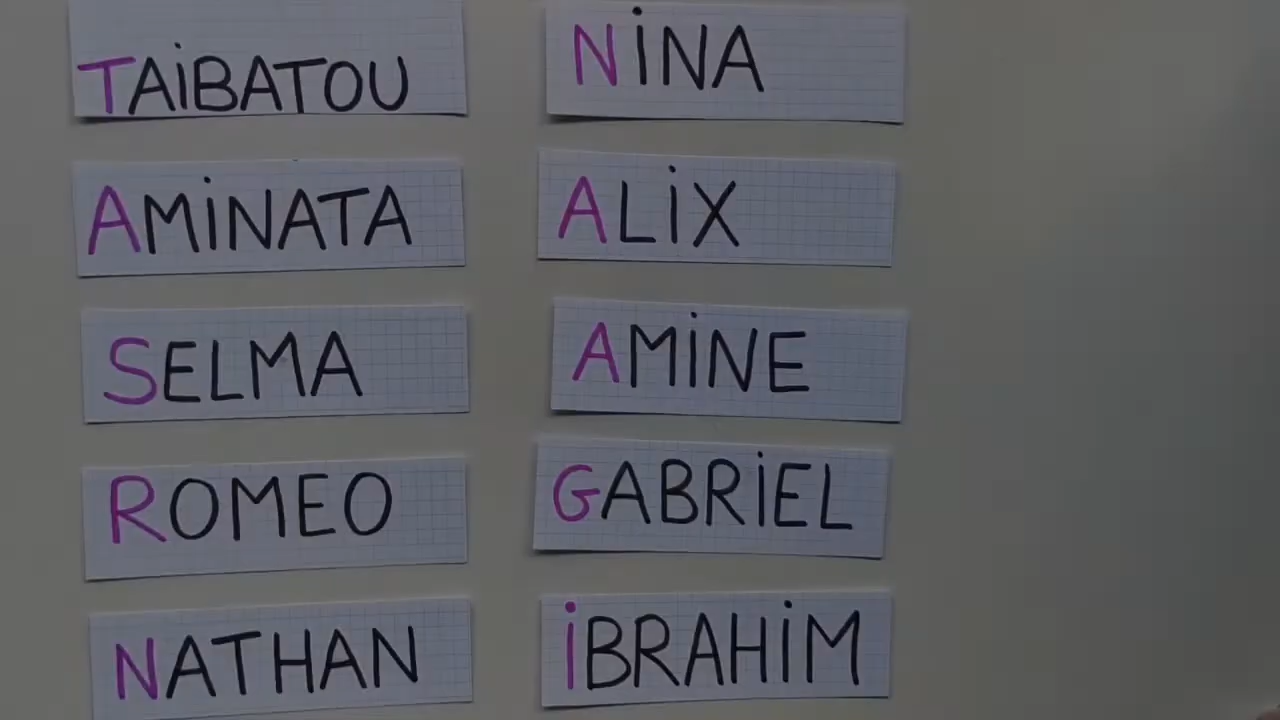 TAiBATOU
AMiNATA
SELMA
ROMEO
NATHAN
NiNA
ALiX
AMiNE
GABRiEL
iBRAHiM